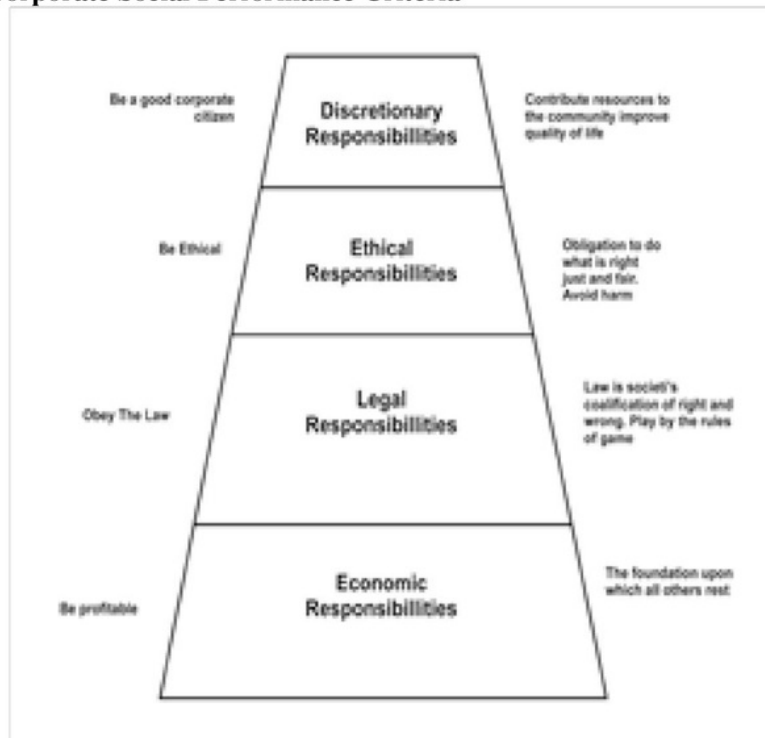 Corporate Social Performance Criteria
Be a good corporate
citizen
Discretionary
Responsibillities
Contribute resources to
the community improve
quality of life
Be Ethical
Ethical
Responsibillities
Obligation to do
what is right
just and fair.
Avoid harm
Obey The Law
Legal
Responsibillities
Law is societi's
coalification of right and
wrong. Play by the rules
of game
Be profitable
Economic
Responsibillities
The foundation upon
which all others rest